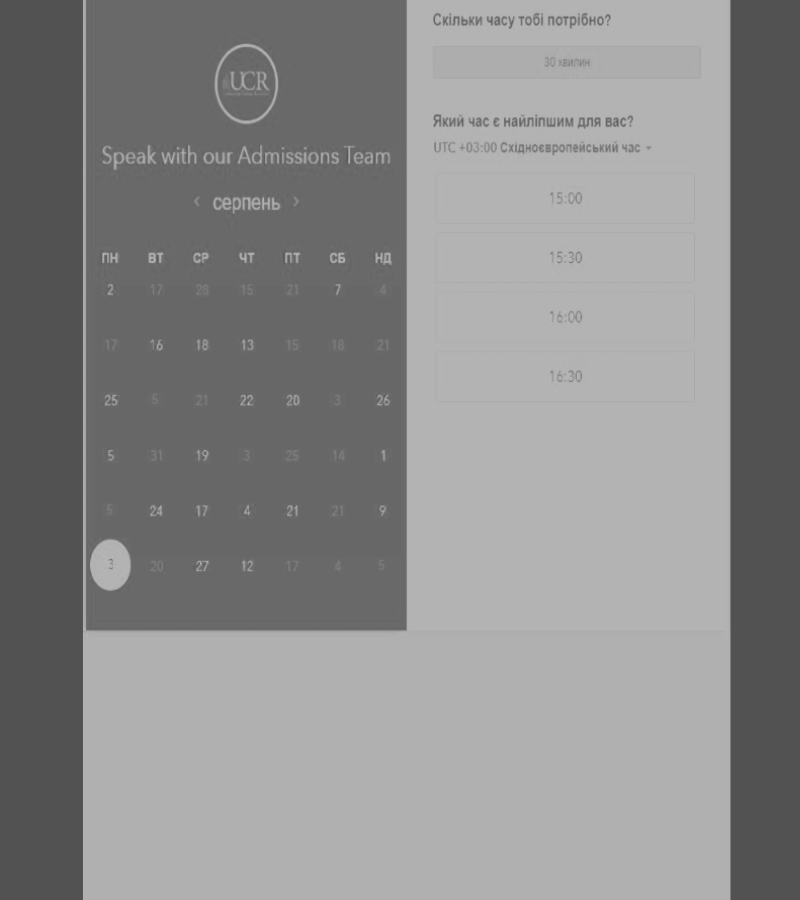 UCR
Speak with our Admissions Team
серпень
ПН ВТ СР ЧТ ПТ СБ НД
2 17 28 15 21 7 4
17 16 18 13 15 18 21
25 5 21 22 20 3 26
5 31 19 3 25 14 1
5 24 17 4 21 21 9
3 20 27 12 17 4 5
Скільки часу тобі потрібно?
30 хвилин
Який час є найліпшим для вас?
UTC +03:00 Східноєвропейський час
15:00
15:30
16:00
16:30